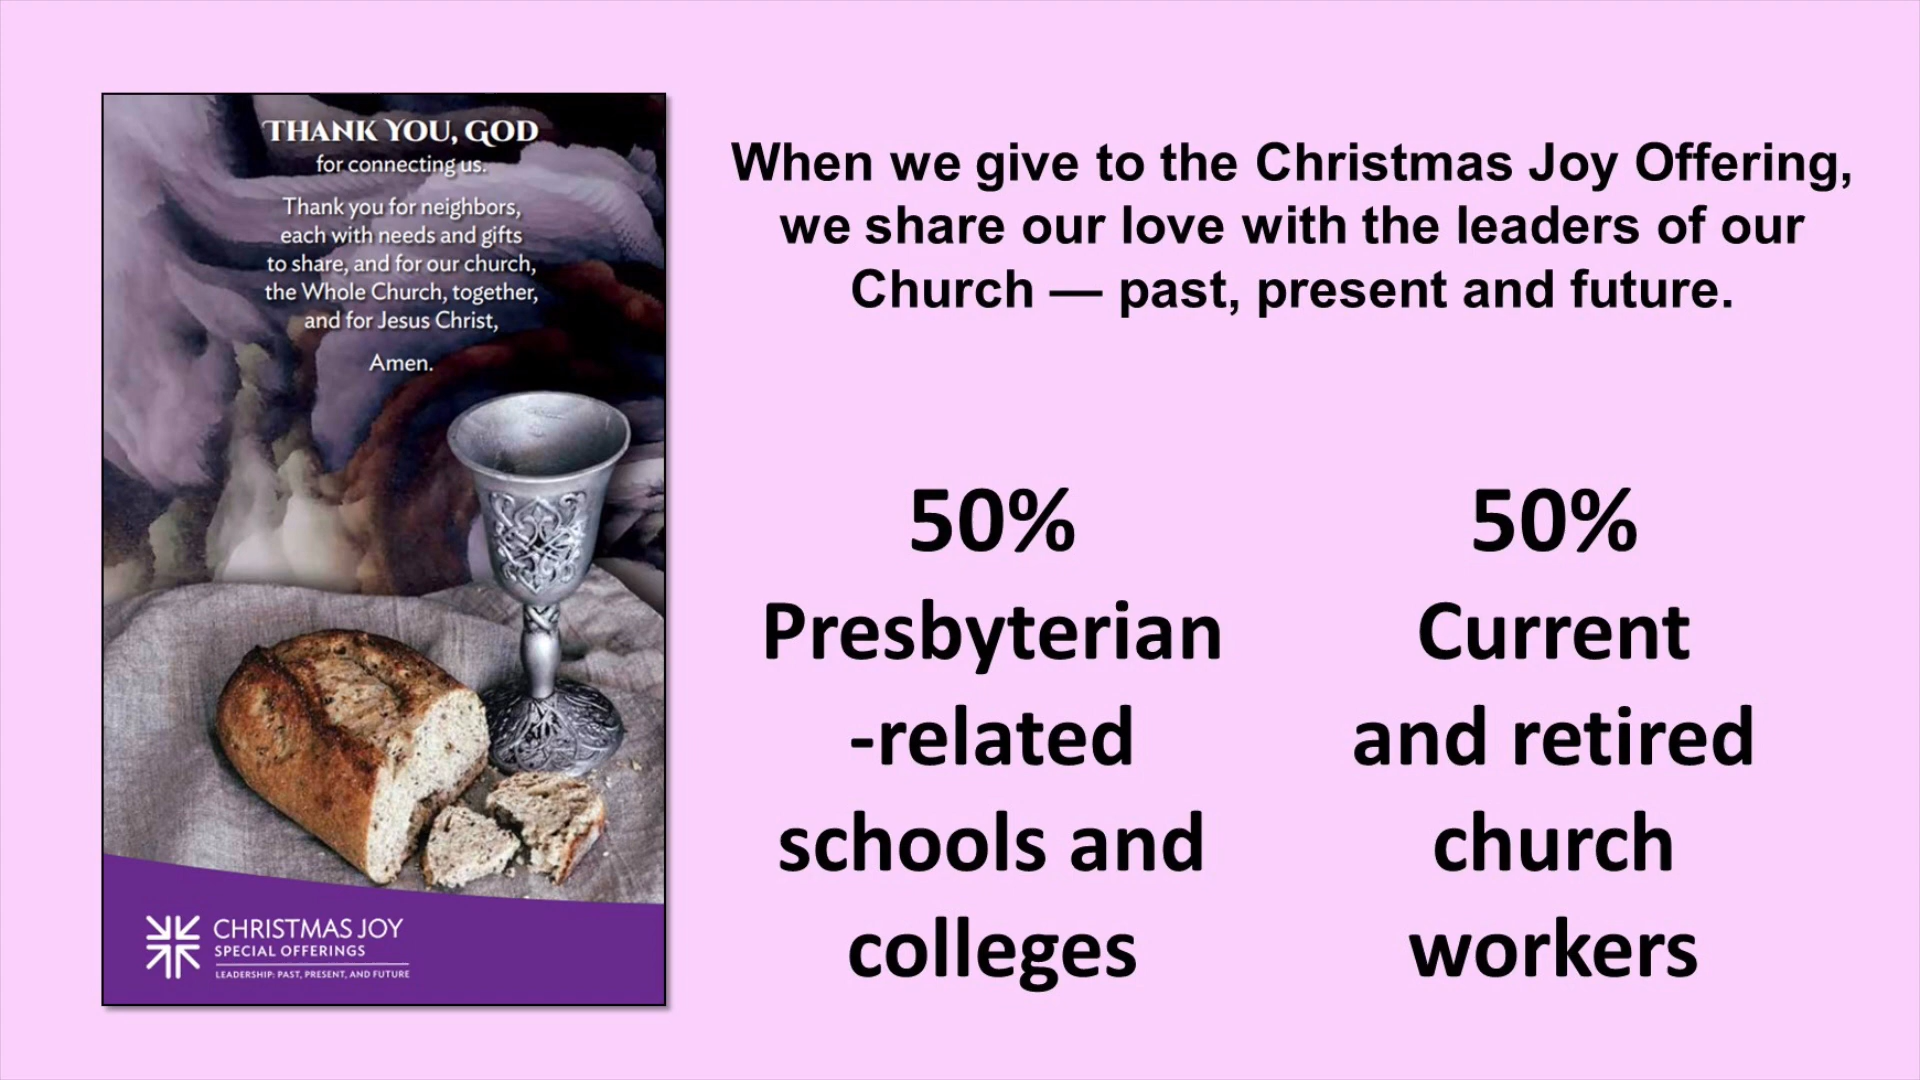 THANK YOU, GOD
for connecting us.
Thank you for neighbors,
each with needs and gifts
to share, and for our church,
the Whole Church, together,
and for Jesus Christ,
Amen.
CHRISTMAS JOY
SPECIAL OFFERINGS
LEADERSHIP: PAST, PRESENT, AND FUTURE
When we give to the Christmas Joy Offering,
we share our love with the leaders of our
Church — past, present and future.
50%
Presbyterian
-related
schools and
colleges
50%
Current
and retired
church
workers